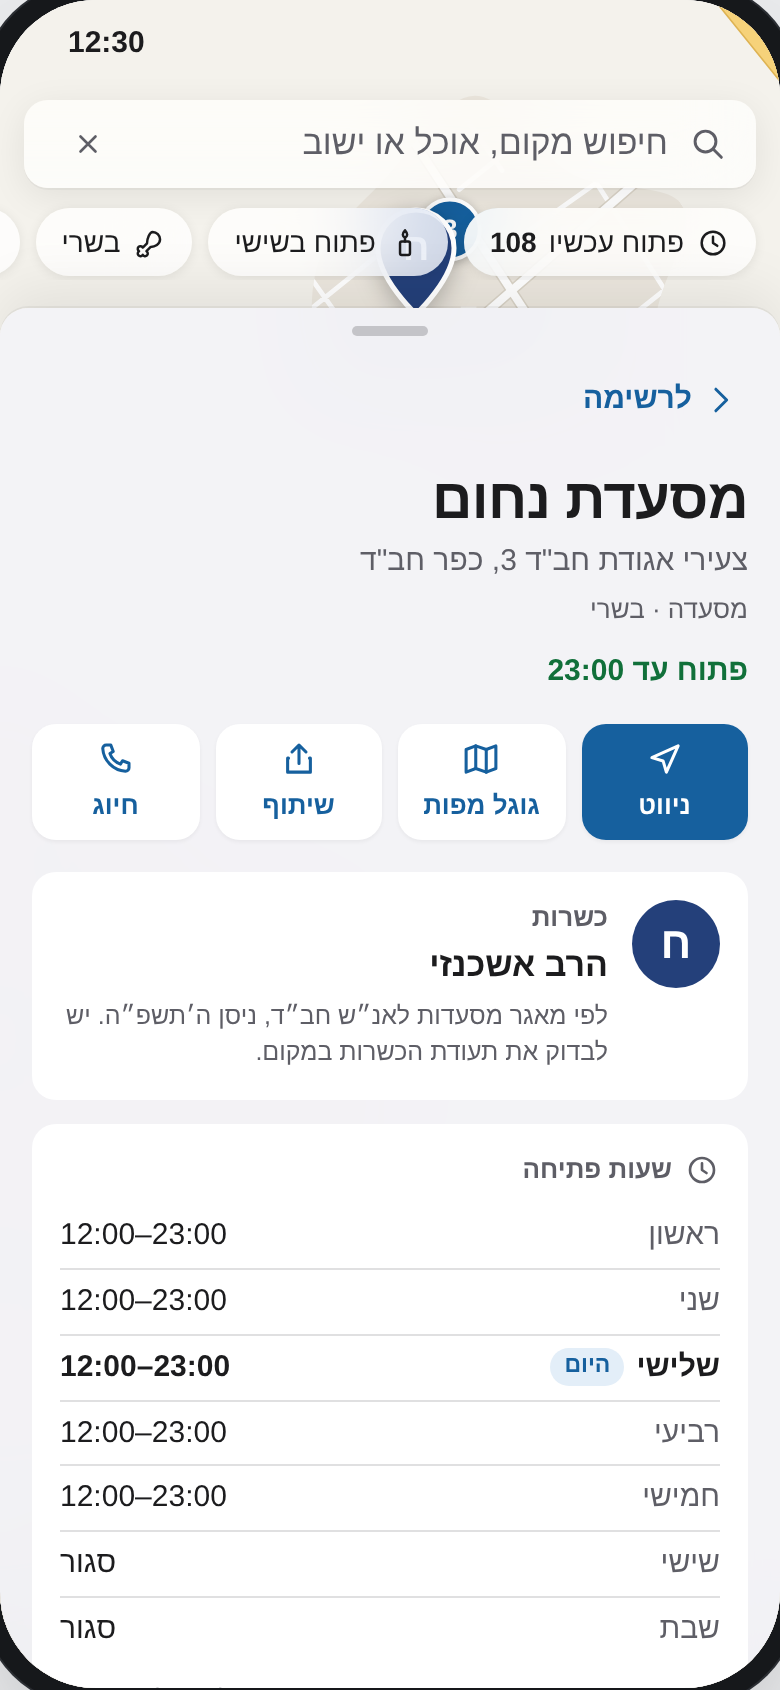 12:30
חיפוש מקום, אוכל או ישוב
פתוח עכשיו 108
פתוח בשישי
בשרי
לרשימה
מסעדת נחום
צעירי אגודת חב"ד 3, כפר חב"ד
מסעדה · בשרי
פתוח עד 23:00
ניווט
גוגל מפות
שיתוף
חיוג
ח
כשרות
הרב אשכנזי
לפי מאגר מסעדות לאנ״ש חב״ד, ניסן ה׳תשפ״ה. יש
לבדוק את תעודת הכשרות במקום.
שעות פתיחה
ראשון 12:00–23:00
שני 12:00–23:00
שלישי היום 12:00–23:00
רביעי 12:00–23:00
חמישי 12:00–23:00
שישי סגור
שבת סגור